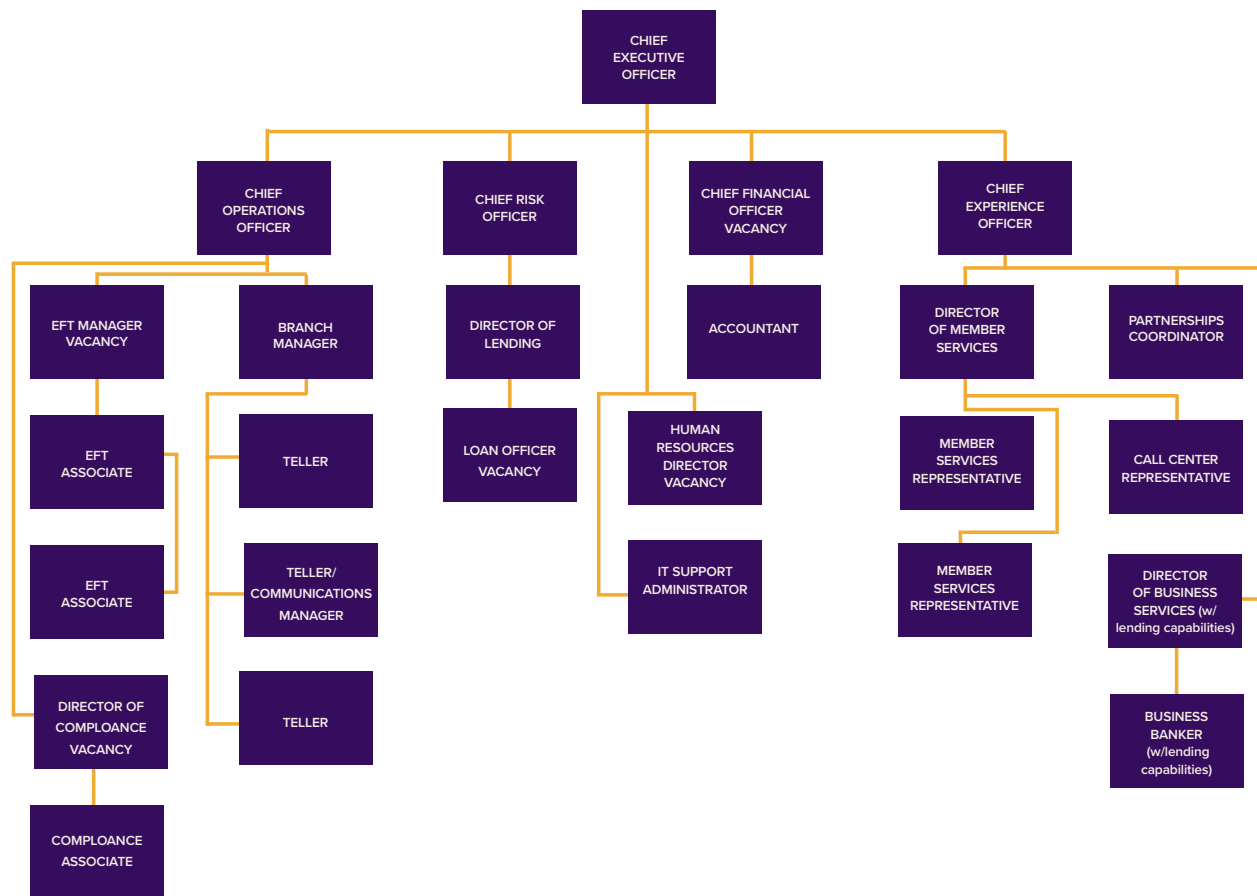 CHIEF
EXECUTIVE
OFFICER
CHIEF
OPERATIONS
OFFICER
CHIEF RISK
OFFICER
CHIEF FINANCIAL
OFFICER
VACANCY
CHIEF
EXPERIENCE
OFFICER
EFT MANAGER
VACANCY
BRANCH
MANAGER
DIRECTOR OF
LENDING
ACCOUNTANT
DIRECTOR
OF MEMBER
SERVICES
PARTNERSHIPS
COORDINATOR
EFT
ASSOCIATE
TELLER
LOAN OFFICER
VACANCY
HUMAN
RESOURCES
DIRECTOR
VACANCY
MEMBER
SERVICES
REPRESENTATIVE
CALL CENTER
REPRESENTATIVE
EFT
ASSOCIATE
TELLER/
COMMUNICATIONS
MANAGER
IT SUPPORT
ADMINISTRATOR
MEMBER
SERVICES
REPRESENTATIVE
DIRECTOR
OF BUSINESS
SERVICES (w/
lending capabilities)
DIRECTOR OF
COMPLOANCE
VACANCY
TELLER
BUSINESS
BANKER
(w/lending
capabilities)
COMPLOANCE
ASSOCIATE